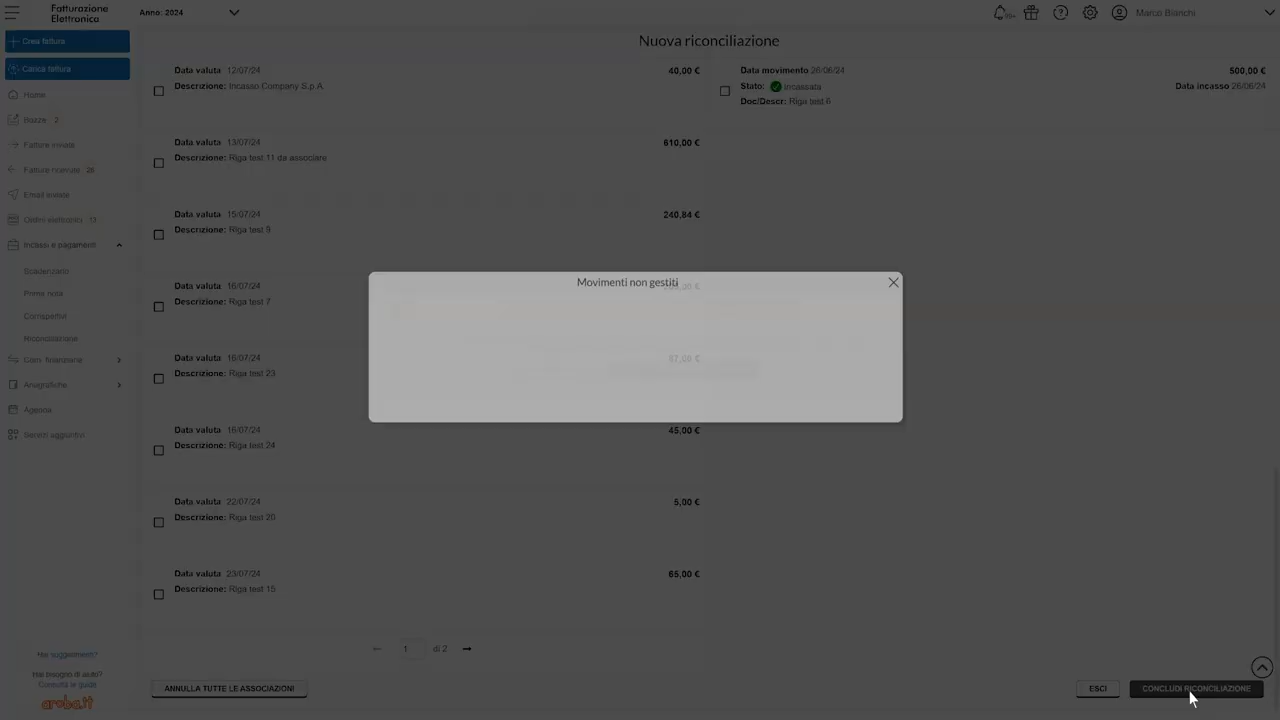 Fatturazione
Elettronica
Anno: 2024
99+
Marco Bianchi
Crea fattura
Carica fattura
Home
Bozze 2
Fatture inviate
Fatture ricevute 26
Email inviate
Ordini elettronici 13
Incassi e pagamenti
Scadenzario
Prima nota
Corrispettivi
Riconciliazione
Com. finanziarie
Anagrafiche
Agenda
Servizi aggiuntivi
Hai suggerimenti?
Hai bisogno di aiuto?
Consulta le guide
aruba.it
Nuova riconciliazione
Data valuta 12/07/24 40,00 €
Descrizione: Incasso Company S.p.A.
Data valuta 13/07/24 610,00 €
Descrizione: Riga test 11 da associare
Data valuta 15/07/24 240,84 €
Descrizione: Riga test 9
Data valuta 16/07/24
Descrizione: Riga test 7
Data valuta 16/07/24 57,00 €
Descrizione: Riga test 23
Data valuta 16/07/24 45,00 €
Descrizione: Riga test 24
Data valuta 22/07/24 5,00 €
Descrizione: Riga test 20
Data valuta 23/07/24 65,00 €
Descrizione: Riga test 15
Data movimento 26/06/24 500,00 €
Stato: Incassata Data incasso 26/06/24
Doc/Descr: Riga test 6
Movimenti non gestiti
1 di 2
ANNULLA TUTTE LE ASSOCIAZIONI
ESCI
CONCLUDI RICONCILIAZIONE